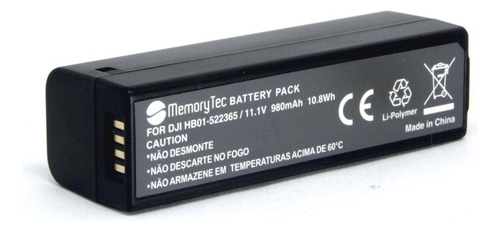 MemoryTec BATTERY PACK
FOR DJI HB01-522365 / 11.1V 980mAh 10.8Wh
CAUTION
*NÃO DESMONTE
*NÃO DESCARTE NO FOGO
*NÃO ARMAZENE EM TEMPERATURAS ACIMA DE 60°C
CE
Li-Polymer
Made in China